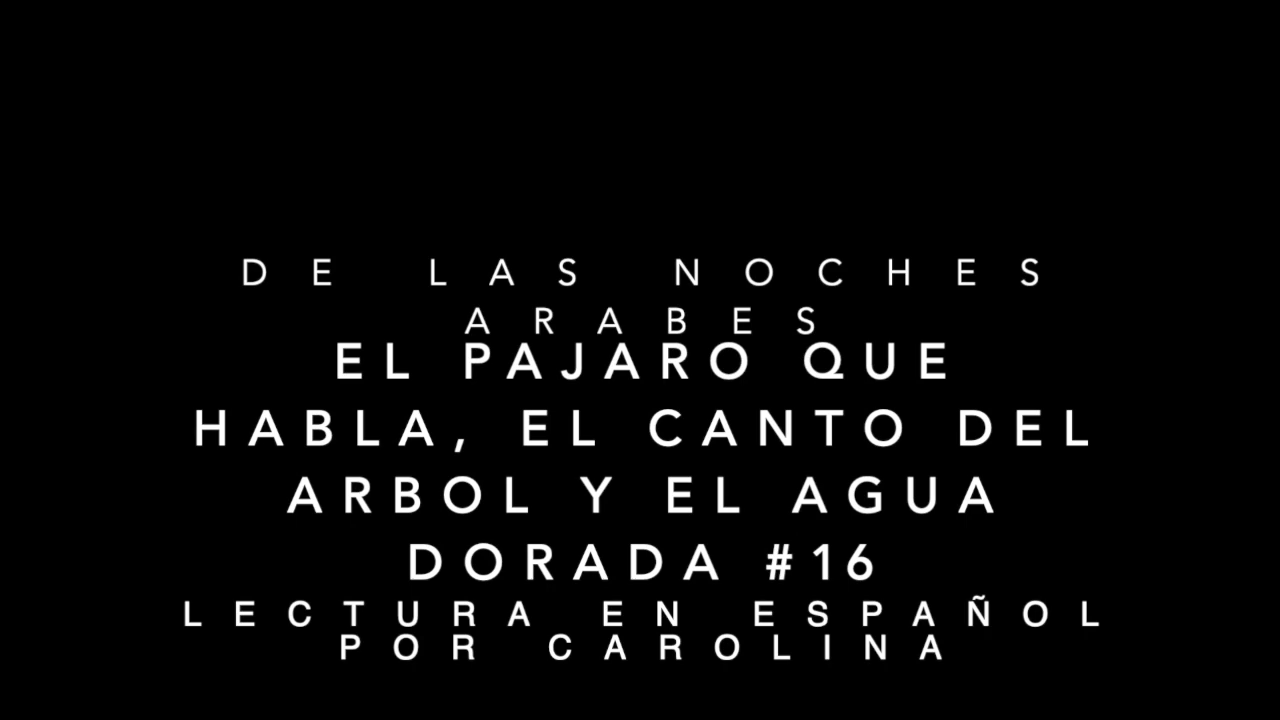 DE LAS NOCHES
ARABES
EL PAJARO QUE
HABLA, EL CANTO DEL
ARBOL Y EL AGUA
DORADA #16
LECTURA EN ESPAÑOL
POR CAROLINA